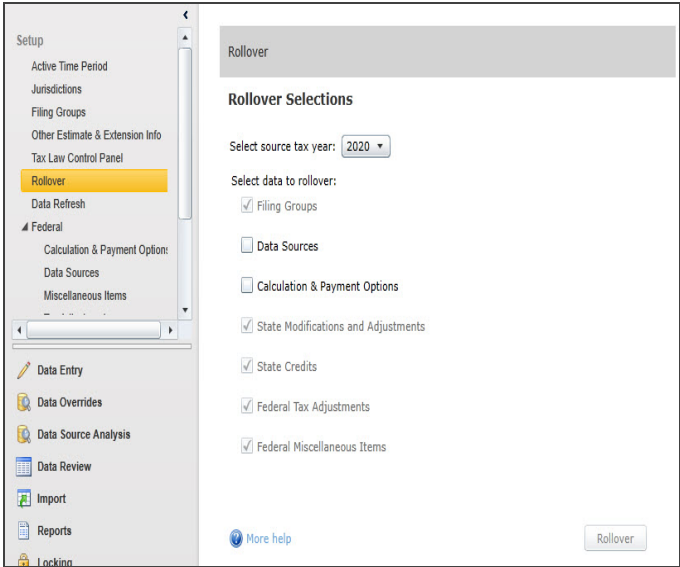 Setup
Active Time Period
Jurisdictions
Filing Groups
Other Estimate & Extension Info
Tax Law Control Panel
Rollover
Data Refresh
Federal
Calculation & Payment Options
Data Sources
Miscellaneous Items
Data Entry
Data Overrides
Data Source Analysis
Data Review
Import
Reports
Locking
Rollover
Rollover Selections
Select source tax year: 2020
Select data to rollover:
Filing Groups
Data Sources
Calculation & Payment Options
State Modifications and Adjustments
State Credits
Federal Tax Adjustments
Federal Miscellaneous Items
More help
Rollover